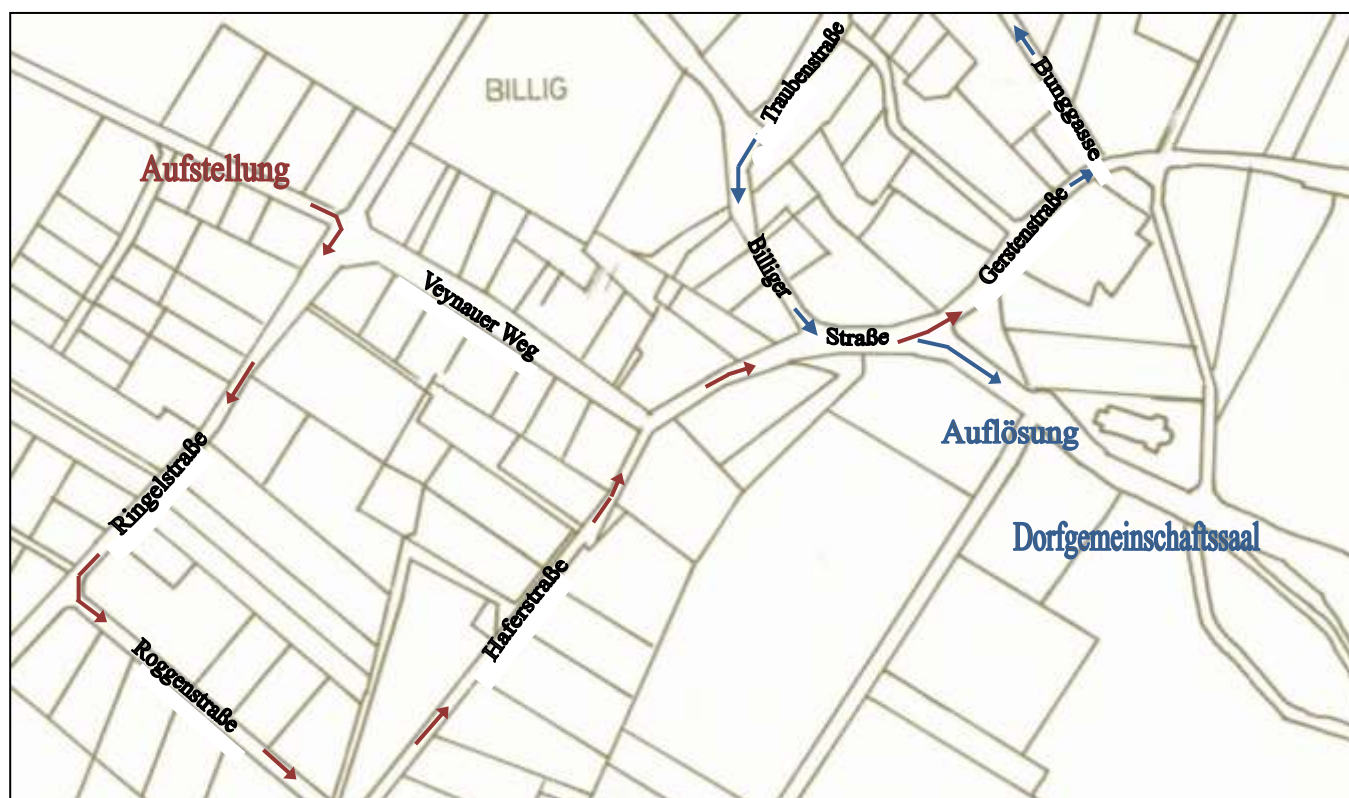 Traubenstraße
BILLIG
Bunggasse
Aufstellung
Gerstenstraße
Billiger
Straße
Veynauer Weg
Auflösung
Ringelstraße
Dorfgemeinschaftssaal
Haferstraße
Roggenstraße